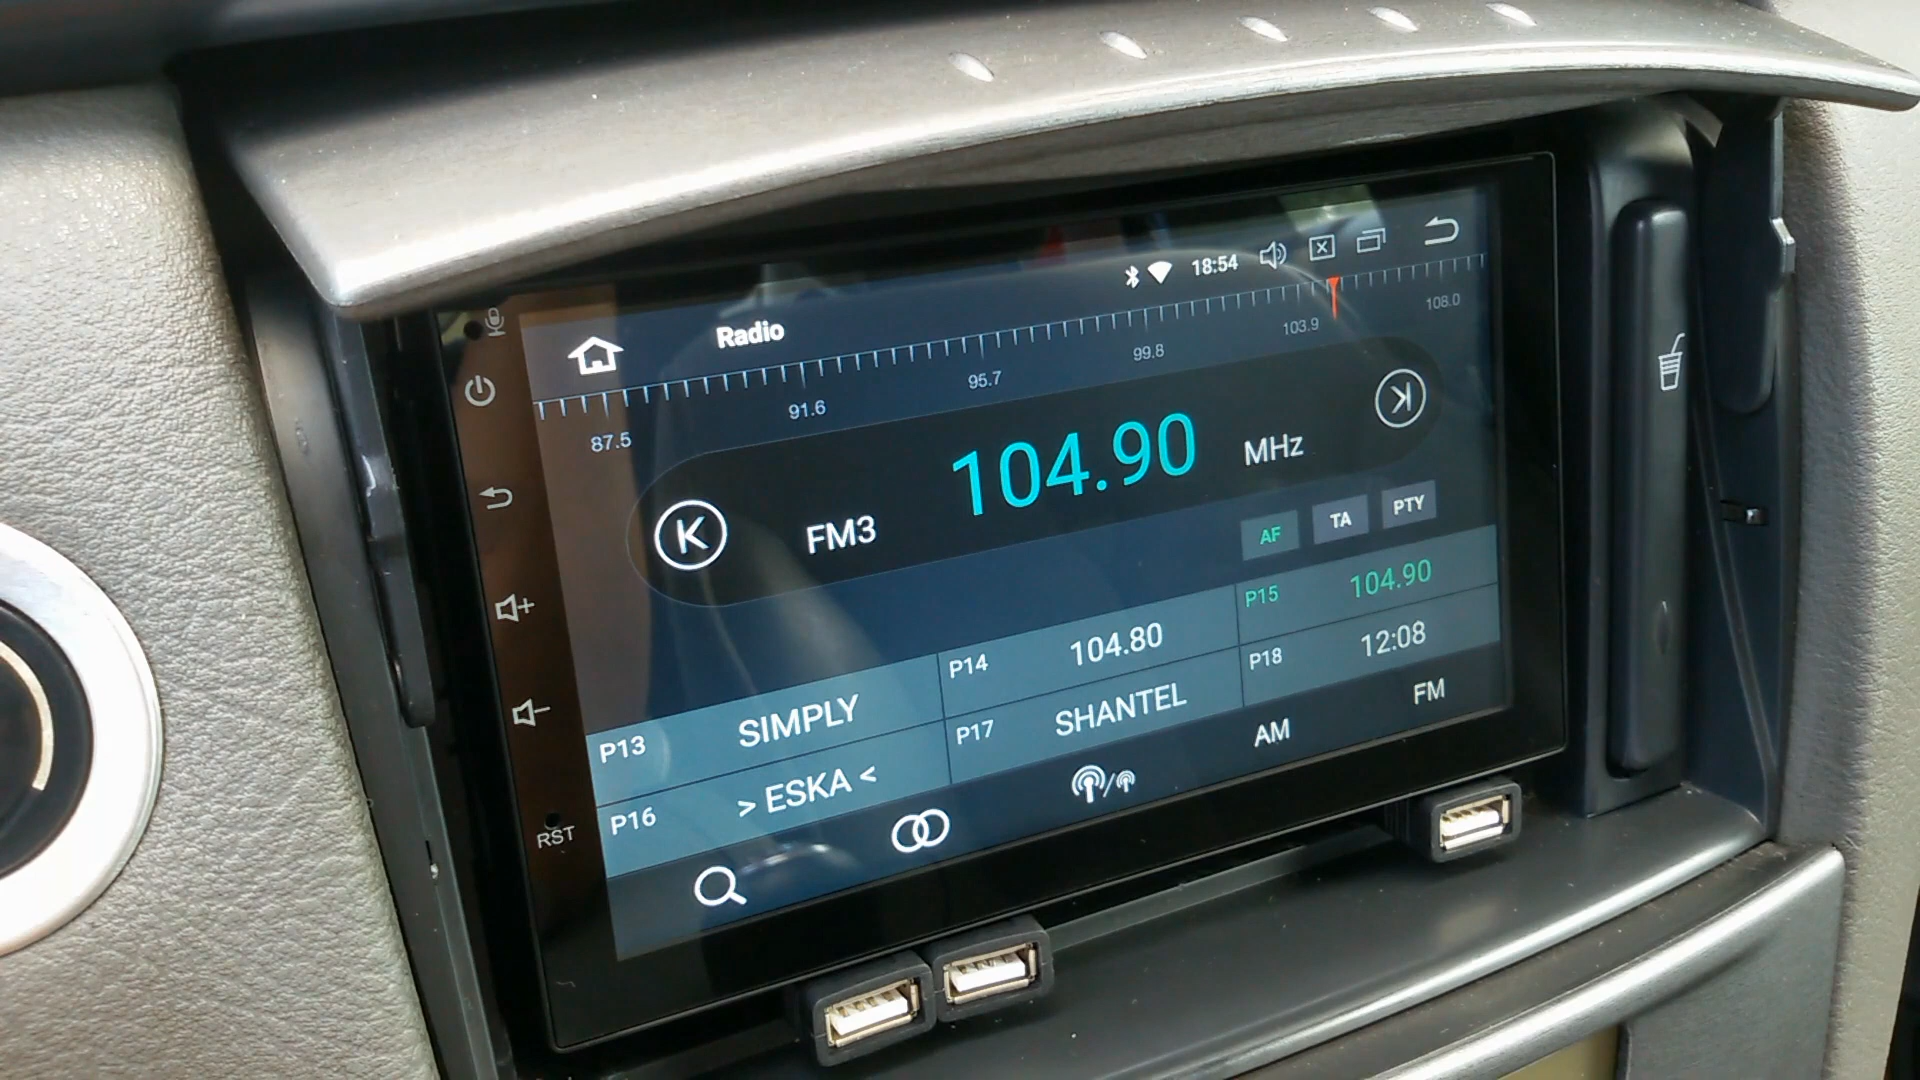 18:54
Radio
87.5 91.6 95.7 99.8 103.9 108.0
FM3 104.90 MHz
AF TA PTY
P13 SIMPLY
P14 104.80
P15 104.90
P16 > ESKA <
P17 SHANTEL
P18 12:08
AM FM
RST